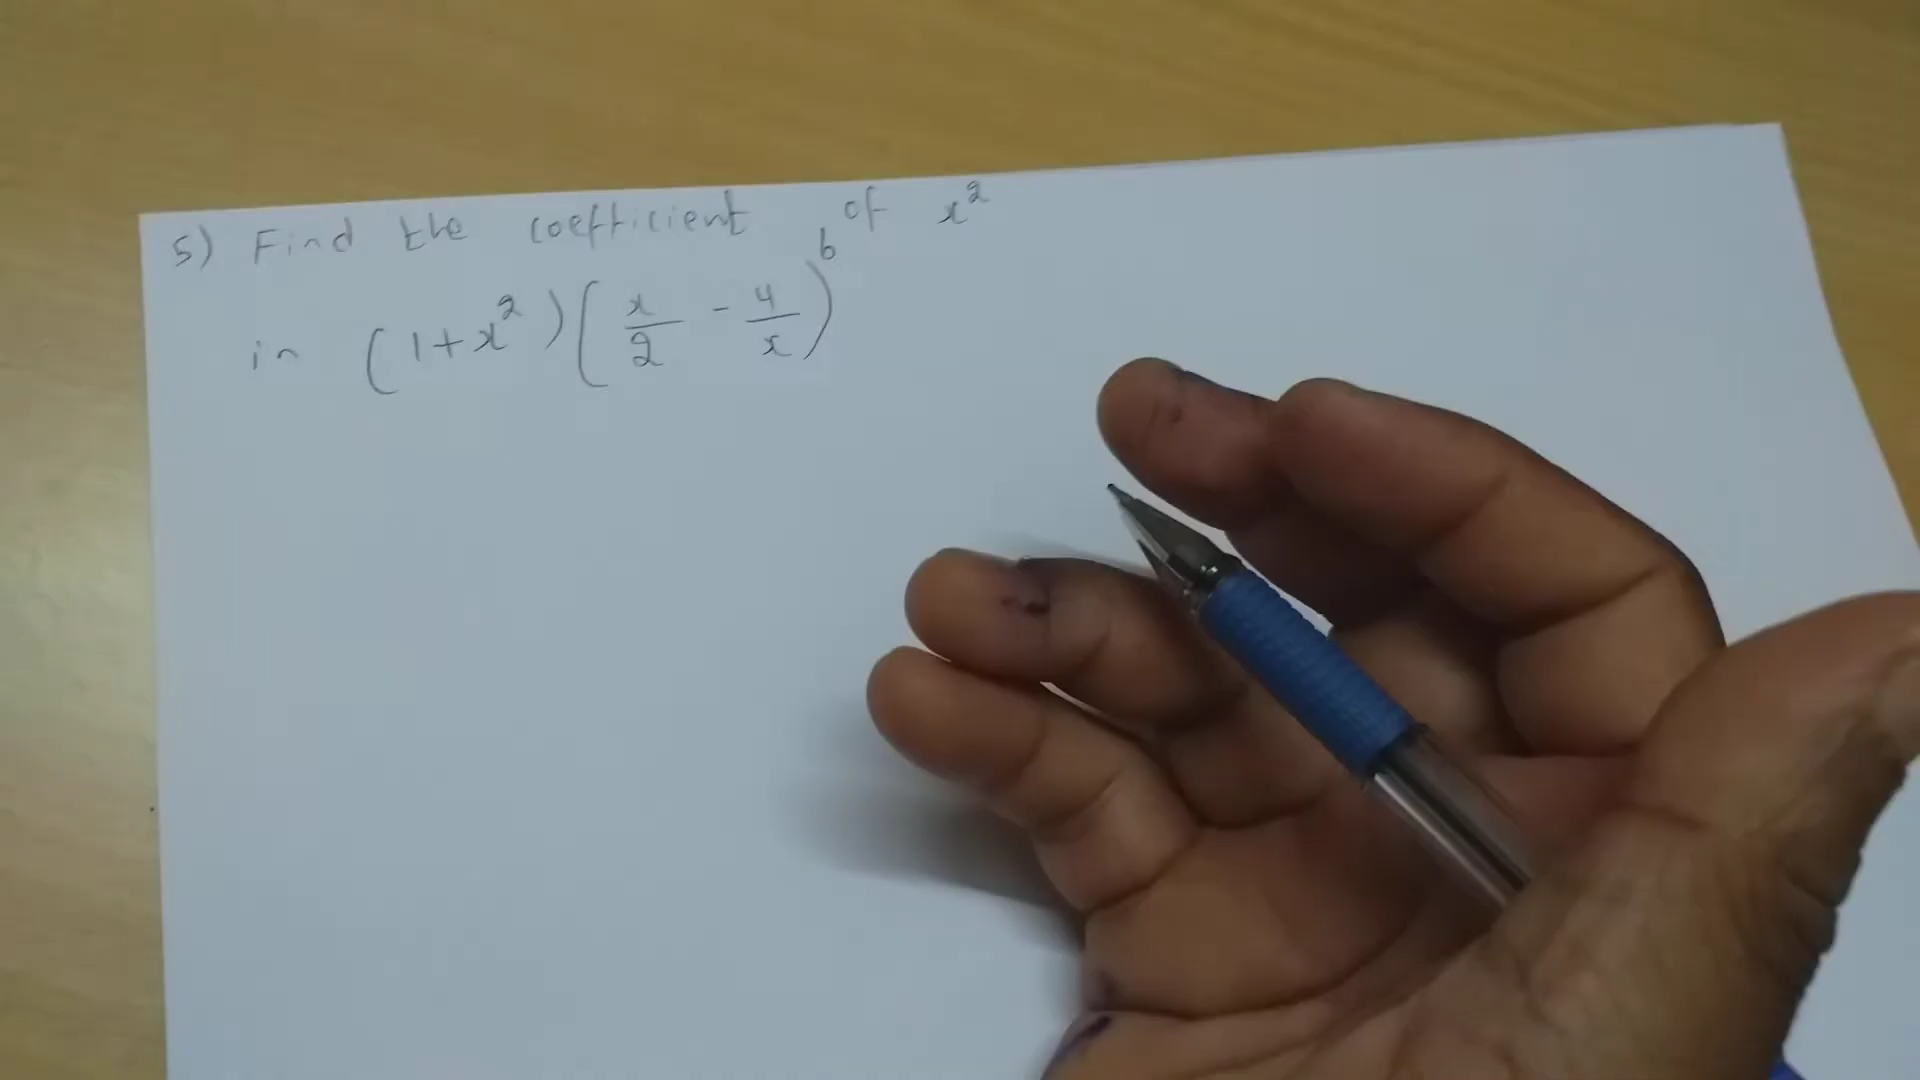 5) Find the coefficient of x²
in (1+x²)(x/2 - 4/x)⁶